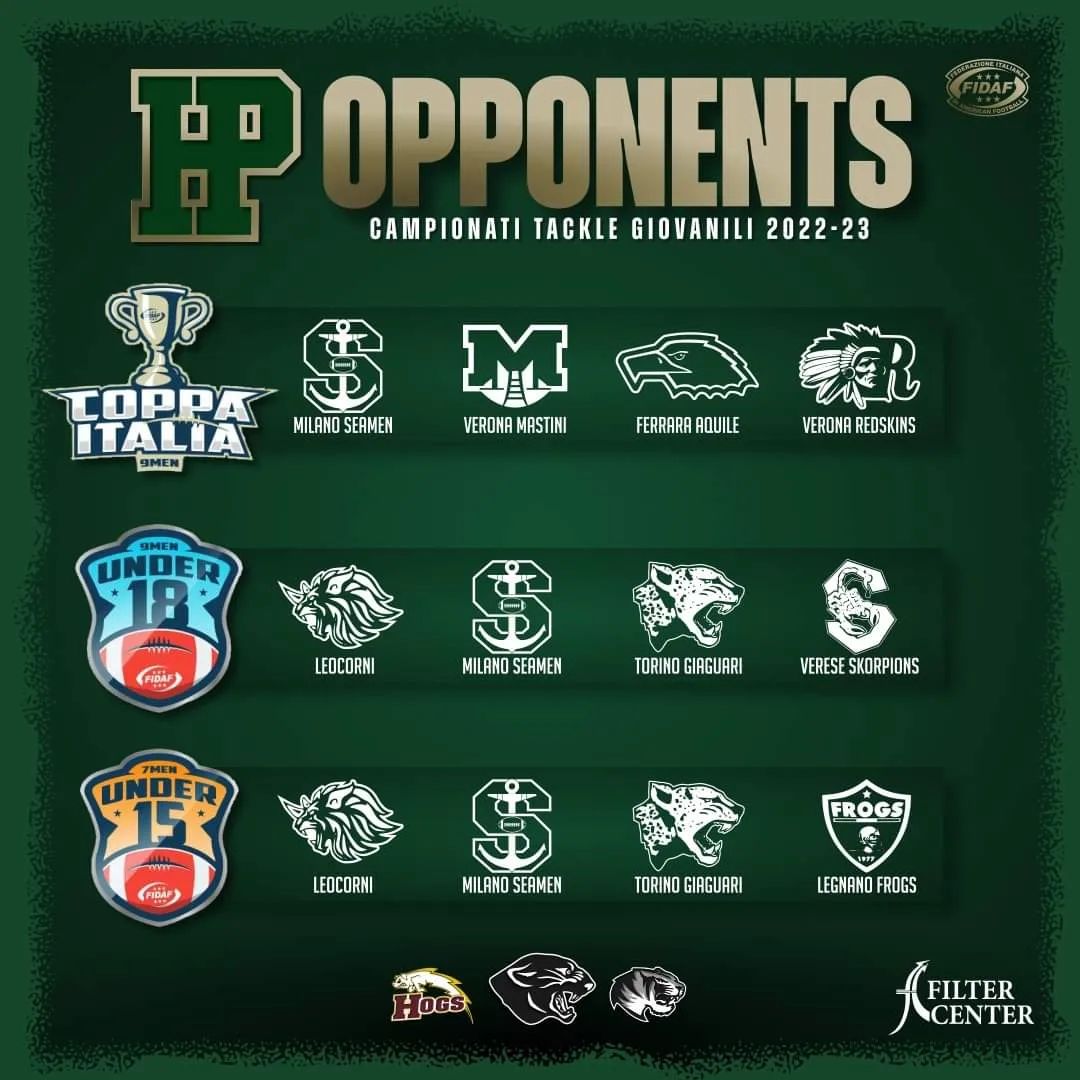 HP OPPONENTS
FEDERAZIONE ITALIANA
FIDAF
AMERICAN FOOTBALL
CAMPIONATI TACKLE GIOVANILI 2022-23
COPPA
ITALIA
9MEN
S
M
R
MILANO SEAMEN
VERONA MASTINI
FERRARA AQUILE
VERONA REDSKINS
9MEN
UNDER
18
FIDAF
S
S
LEOCORNI
MILANO SEAMEN
TORINO GIAGUARI
VERESE SKORPIONS
7MEN
UNDER
15
FIDAF
S
FROGS
1977
LEOCORNI
MILANO SEAMEN
TORINO GIAGUARI
LEGNANO FROGS
HOGS
FILTER
CENTER